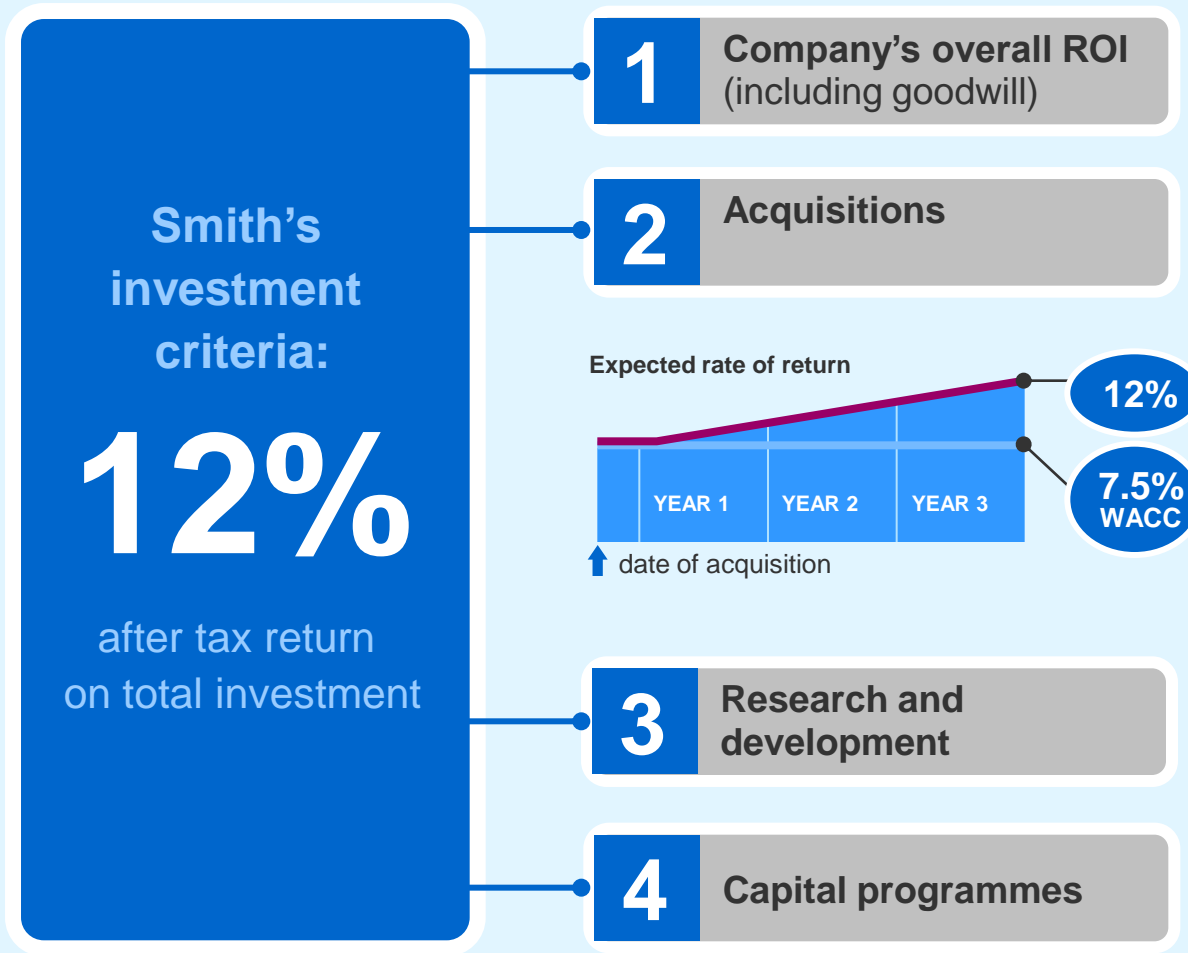 Smith’s
investment
criteria:
12%
after tax return
on total investment
1
Company’s overall ROI
(including goodwill)
2
Acquisitions
Expected rate of return
12%
7.5%
WACC
YEAR 1
YEAR 2
YEAR 3
date of acquisition
3
Research and
development
4
Capital programmes